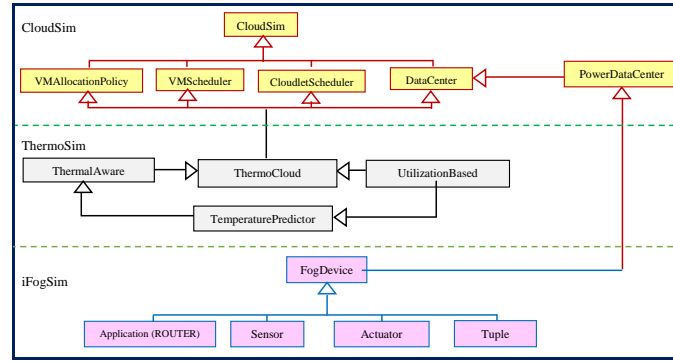 CloudSim
CloudSim
VMAllocationPolicy
VMScheduler
CloudletScheduler
DataCenter
PowerDataCenter
ThermoSim
ThermalAware
ThermoCloud
UtilizationBased
TemperaturePredictor
FogDevice
iFogSim
Application (ROUTER)
Sensor
Actuator
Tuple